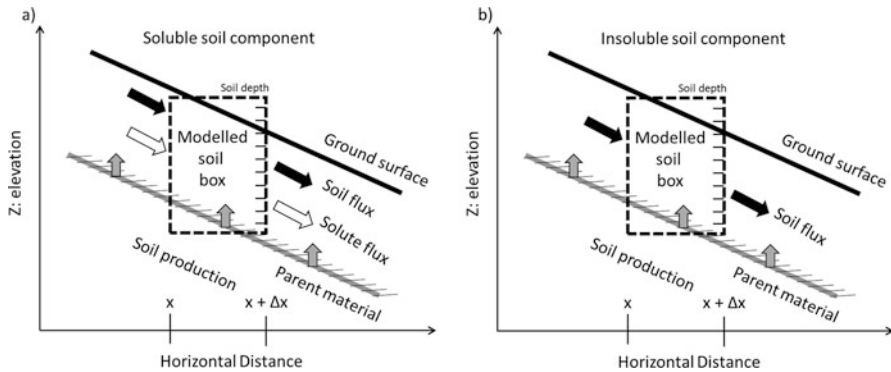 a)
Soluble soil component
Soil depth
Modelled
soil
box
Ground surface
Soil flux
Solute flux
Soil production
Parent material
Z: elevation
x
x + Δx
Horizontal Distance
b)
Insoluble soil component
Soil depth
Modelled
soil
box
Ground surface
Soil flux
Soil production
Parent material
Z: elevation
x
x + Δx
Horizontal Distance